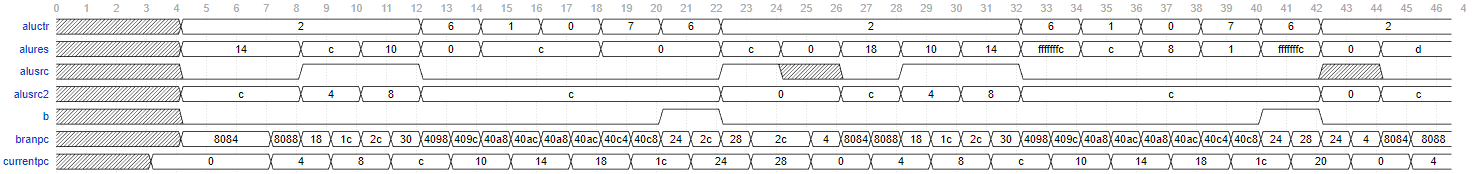 0 1 2 3 4 5 6 7 8 9 10 11 12 13 14 15 16 17 18 19 20 21 22 23 24 25 26 27 28 29 30 31 32 33 34 35 36 37 38 39 40 41 42 43 44 45 46 4
aluctr 2 6 1 0 7 6 2 6 1 0 7 6 2
alures 14 c 10 0 c 0 c 0 18 10 14 fffffffc c 8 1 fffffffc 0 d
alusrc
alusrc2 c 4 8 c 0 c 4 8 c 0 c
b
branpc 8084 8088 18 1c 2c 30 4098 409c 40a8 40ac 40a8 40ac 40c4 40c8 24 2c 28 2c 4 8084 8088 18 1c 2c 30 4098 409c 40a8 40ac 40a8 40ac 40c4 40c8 24 28 24 4 8084 8088
currentpc 0 4 8 c 10 14 18 1c 24 28 0 4 8 c 10 14 18 1c 20 0 4